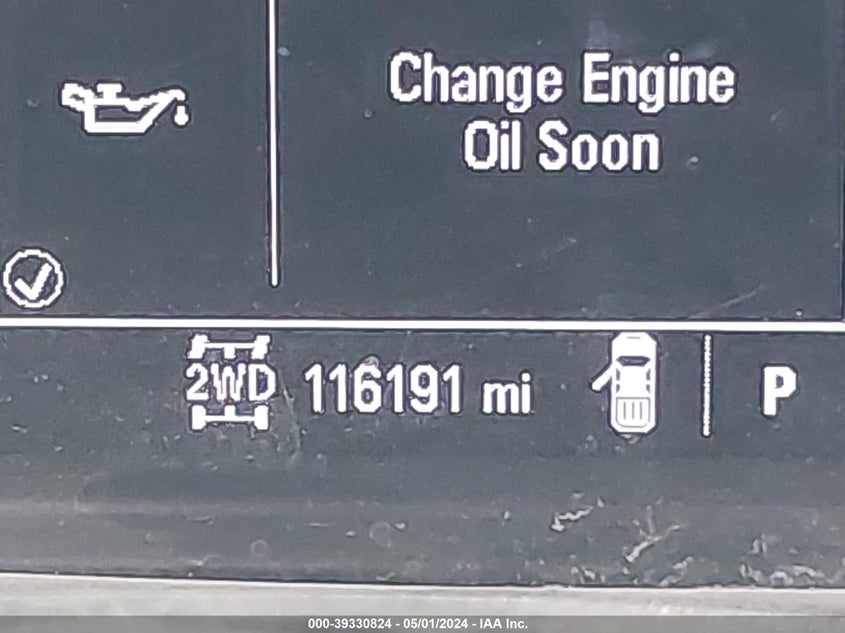 Change Engine
Oil Soon
2WD 116191 mi P
000-39330824 - 05/01/2024 - IAA Inc.